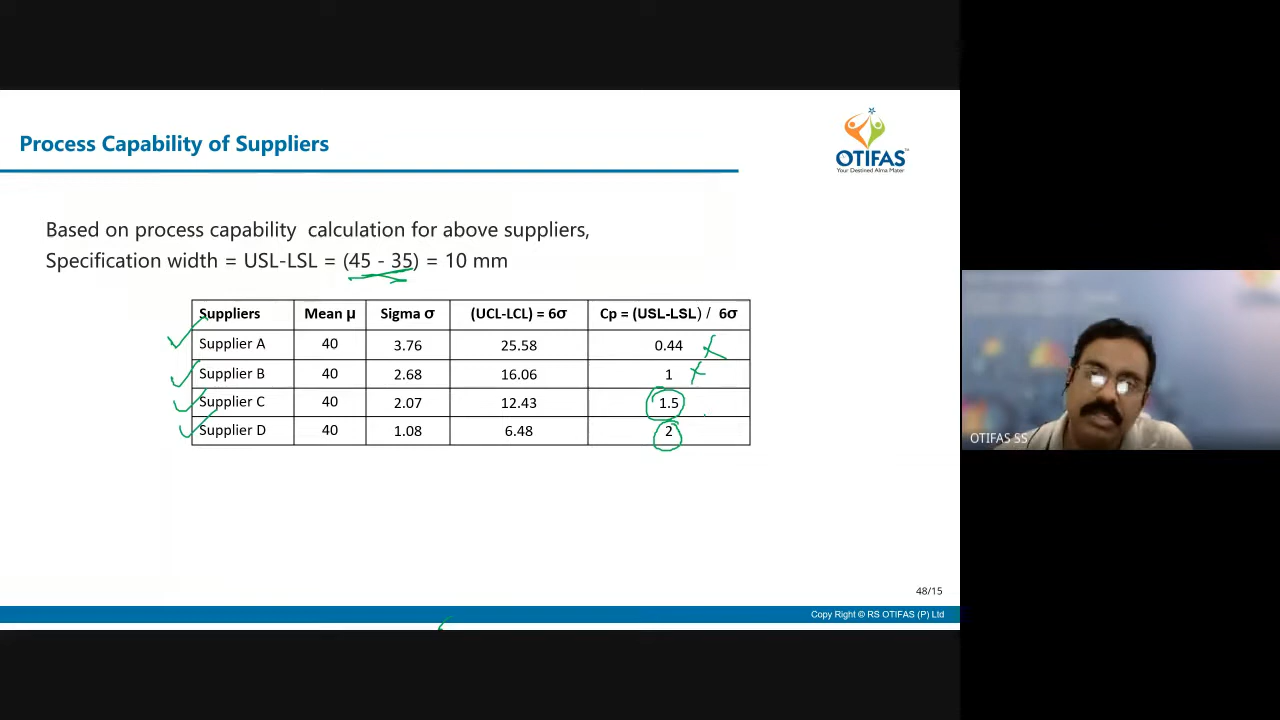 Process Capability of Suppliers
OTIFAS™
Your Destined Alma Mater
Based on process capability calculation for above suppliers,
Specification width = USL-LSL = (45 - 35) = 10 mm
Suppliers Mean μ Sigma σ (UCL-LCL) = 6σ Cp = (USL-LSL) / 6σ
Supplier A 40 3.76 25.58 0.44
Supplier B 40 2.68 16.06 1
Supplier C 40 2.07 12.43 1.5
Supplier D 40 1.08 6.48 2
OTIFAS SS
48/15
Copy Right © RS OTIFAS (P) Ltd